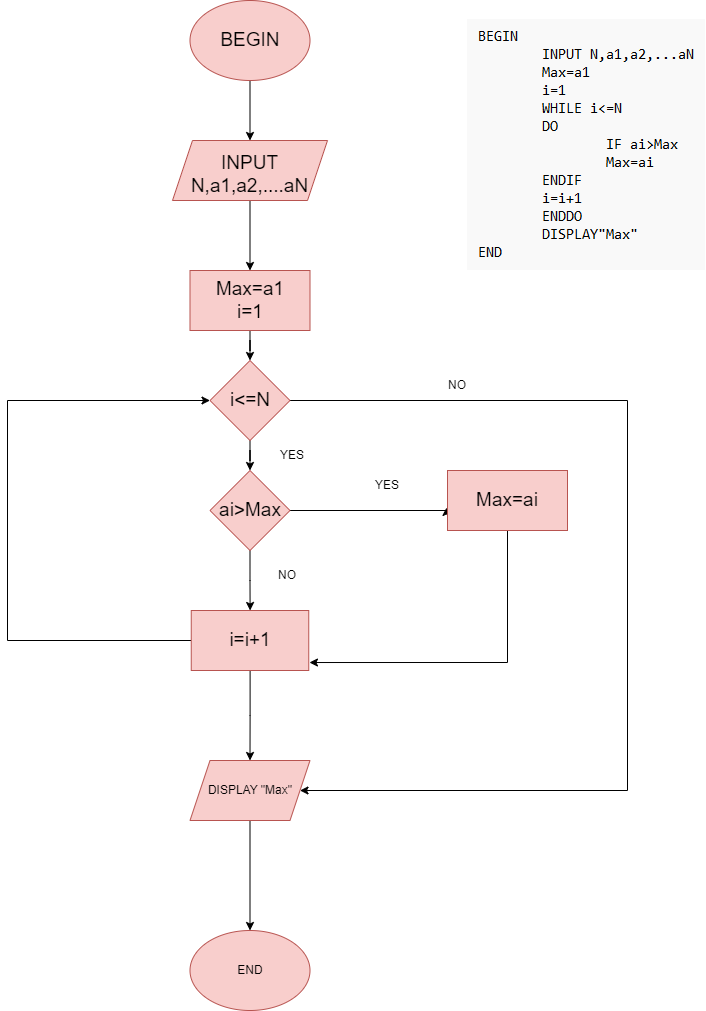 BEGIN
INPUT
N,a1,a2,....aN
Max=a1
i=1
i<=N
NO
YES
ai>Max
YES
Max=ai
NO
i=i+1
DISPLAY "Max"
END
BEGIN
INPUT N,a1,a2,...aN
Max=a1
i=1
WHILE i<=N
DO
IF ai>Max
Max=ai
ENDIF
i=i+1
ENDDO
DISPLAY"Max"
END